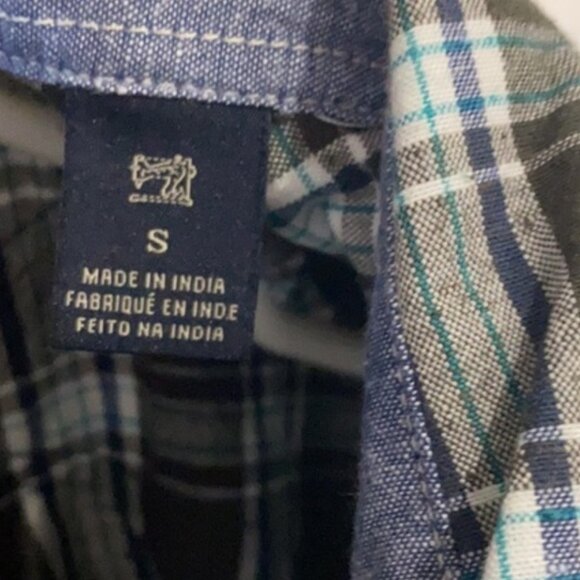 S
MADE IN INDIA
FABRIQUÉ EN INDE
FEITO NA INDIA